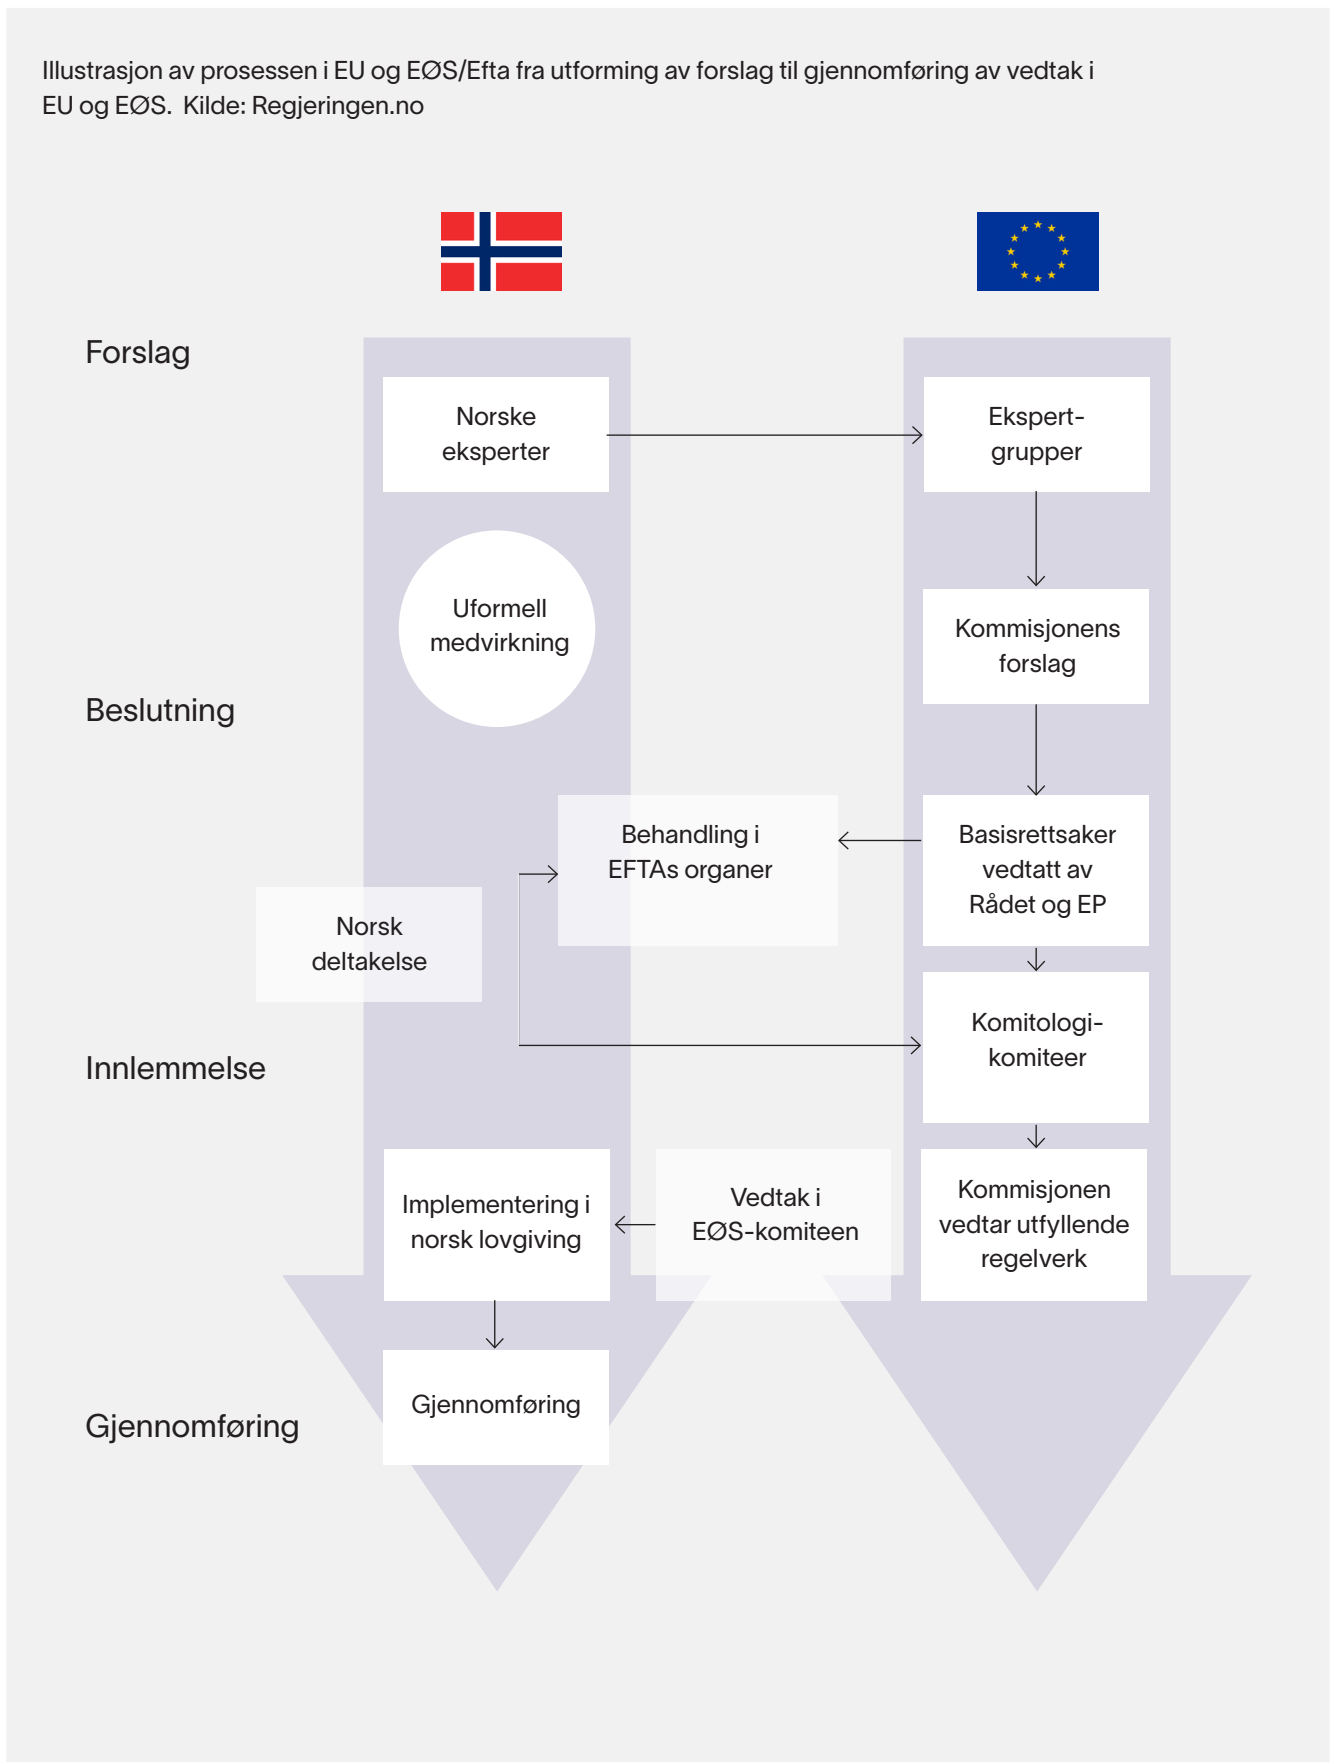 Illustrasjon av prosessen i EU og EØS/Efta fra utforming av forslag til gjennomføring av vedtak i
EU og EØS. Kilde: Regjeringen.no
Forslag
Norske
eksperter
Ekspert-
grupper
Uformell
medvirkning
Kommisjonens
forslag
Beslutning
Behandling i
EFTAs organer
Basisrettsaker
vedtatt av
Rådet og EP
Norsk
deltakelse
Komitologi-
komiteer
Innlemmelse
Implementering i
norsk lovgiving
Vedtak i
EØS-komiteen
Kommisjonen
vedtar utfyllende
regelverk
Gjennomføring
Gjennomføring